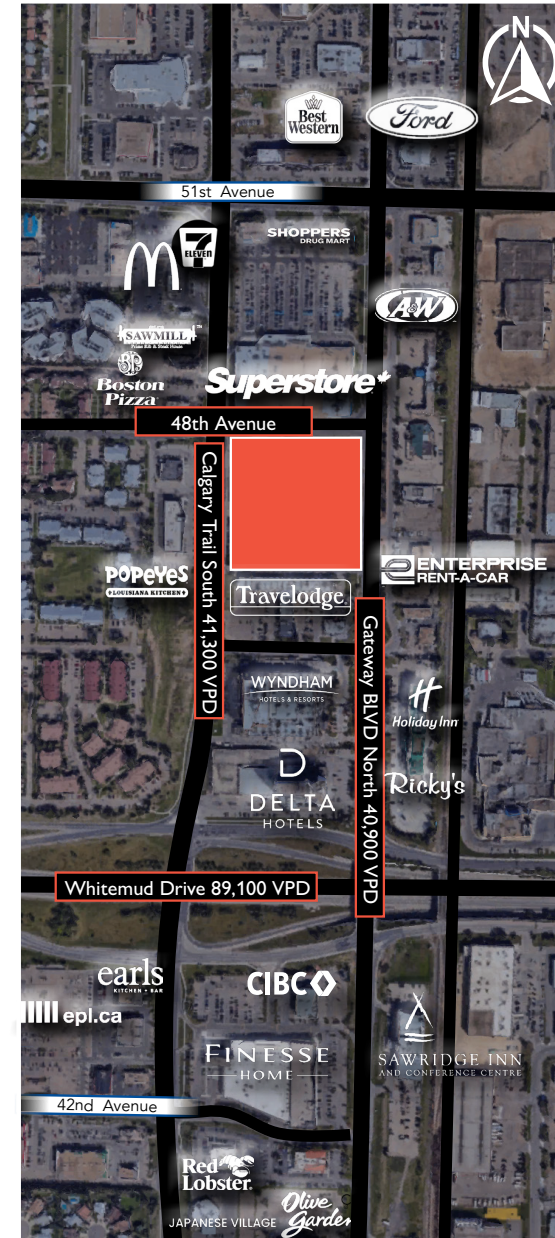 N
Best
Western
Ford
51st Avenue
7
ELEVEN
SHOPPERS
DRUG MART
A&W
SAWMILL
Prime Rib & Steak House
BP
Boston
Pizza
Superstore
48th Avenue
Calgary Trail South 41,300 VPD
POPEYES
LOUISIANA KITCHEN
Travelodge
e ENTERPRISE
RENT-A-CAR
Gateway BLVD North 40,900 VPD
WYNDHAM
HOTELS & RESORTS
H
Holiday Inn
D
DELTA
HOTELS
Ricky's
Whitemud Drive 89,100 VPD
earls
KITCHEN + BAR
CIBC
epl.ca
FINESSE
HOME
SAWRIDGE INN
AND CONFERENCE CENTRE
42nd Avenue
Red
Lobster
JAPANESE VILLAGE
Olive
Garden